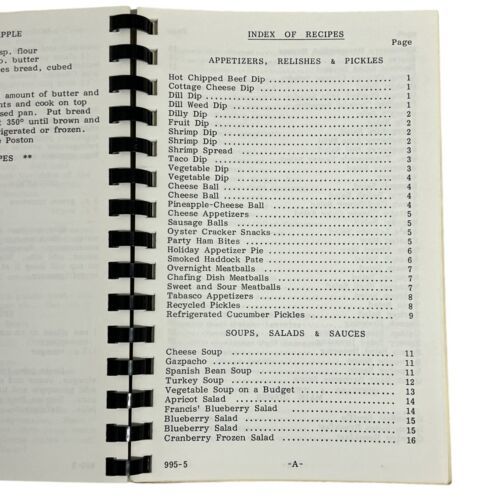 PPLE
sp. flour
p. butter
es bread, cubed
amount of butter and
nts and cook on top
sed pan. Put bread
350° until brown and
rigerated or frozen.
e Poston
PES **
INDEX OF RECIPES
Page
APPETIZERS, RELISHES & PICKLES
Hot Chipped Beef Dip 1
Cottage Cheese Dip 1
Dill Dip 1
Dill Weed Dip 1
Dilly Dip 2
Fruit Dip 2
Shrimp Dip 2
Shrimp Dip 2
Shrimp Spread 3
Taco Dip 3
Vegetable Dip 3
Vegetable Dip 4
Cheese Ball 4
Cheese Ball 4
Pineapple-Cheese Ball 4
Cheese Appetizers 5
Sausage Balls 5
Oyster Cracker Snacks 5
Party Ham Bites 5
Holiday Appetizer Pie 6
Smoked Haddock Pate 6
Overnight Meatballs 7
Chafing Dish Meatballs 7
Sweet and Sour Meatballs 7
Tabasco Appetizers 8
Recycled Pickles 8
Refrigerated Cucumber Pickles 9
SOUPS, SALADS & SAUCES
Cheese Soup 11
Gazpacho 11
Spanish Bean Soup 11
Turkey Soup 12
Vegetable Soup on a Budget 13
Apricot Salad 14
Francis' Blueberry Salad 14
Blueberry Salad 15
Blueberry Salad 15
Cranberry Frozen Salad 16
995-5 -A-